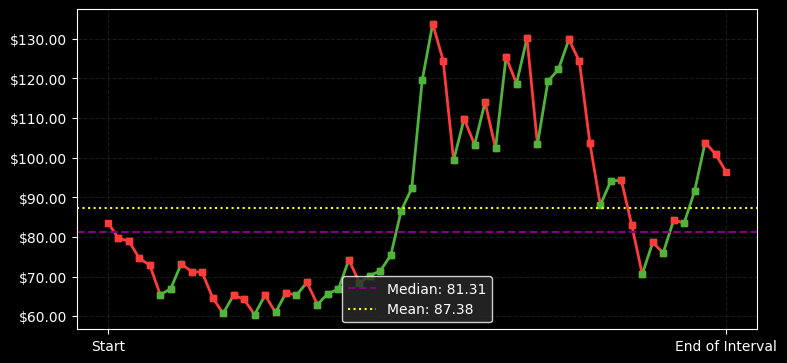 $130.00
$120.00
$110.00
$100.00
$90.00
$80.00
$70.00
$60.00
Median: 81.31
Mean: 87.38
Start
End of Interval